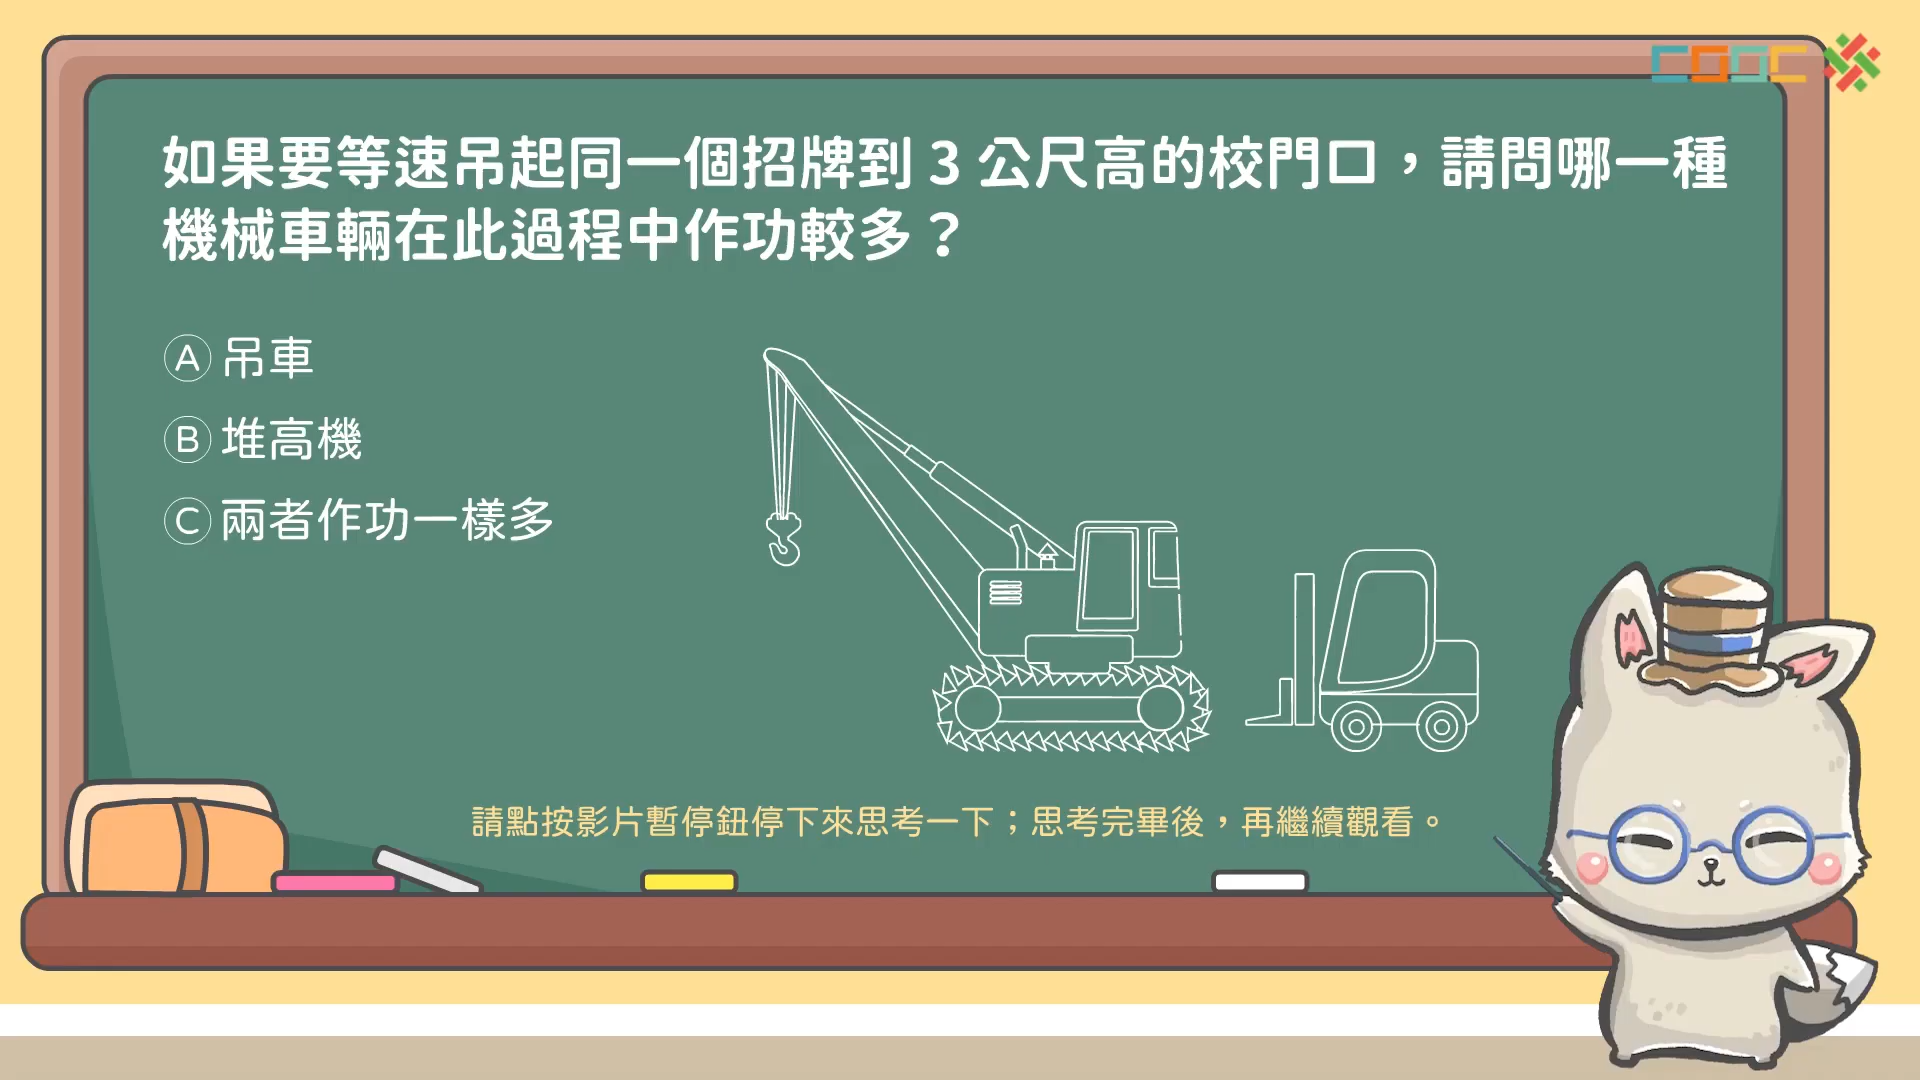 COOC
如果要等速吊起同一個招牌到 3 公尺高的校門口，請問哪一種
機械車輛在此過程中作功較多？
Ⓐ 吊車
Ⓑ 堆高機
Ⓒ 兩者作功一樣多
請點按影片暫停鈕停下來思考一下；思考完畢後，再繼續觀看。